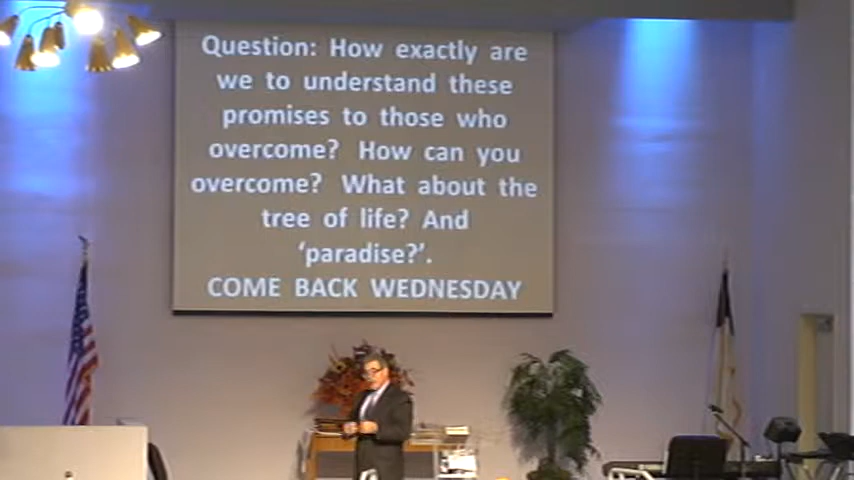 Question: How exactly are
we to understand these
promises to those who
overcome? How can you
overcome? What about the
tree of life? And
‘paradise?’.
COME BACK WEDNESDAY